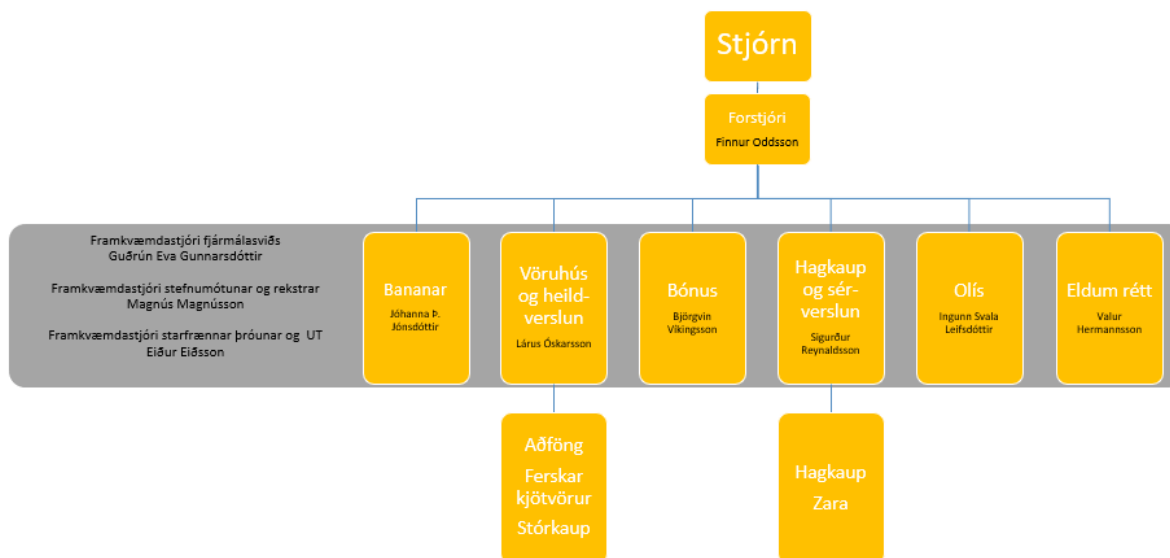 Stjórn
Forstjóri
Finnur Oddsson
Framkvæmdastjóri fjármálasviðs
Guðrún Eva Gunnarsdóttir
Framkvæmdastjóri stefnumótunar og rekstrar
Magnús Magnússon
Framkvæmdastjóri starfrænnar þróunar og UT
Eiður Eiðsson
Bananar
Jóhanna Þ.
Jónsdóttir
Vöruhús
og heild-
verslun
Lárus Óskarsson
Bónus
Björgvin
Víkingsson
Hagkaup
og sér-
verslun
Sigurður
Reynaldsson
Olís
Ingunn Svala
Leifsdóttir
Eldum rétt
Valur
Hermannsson
Aðföng
Ferskar
kjötvörur
Stórkaup
Hagkaup
Zara